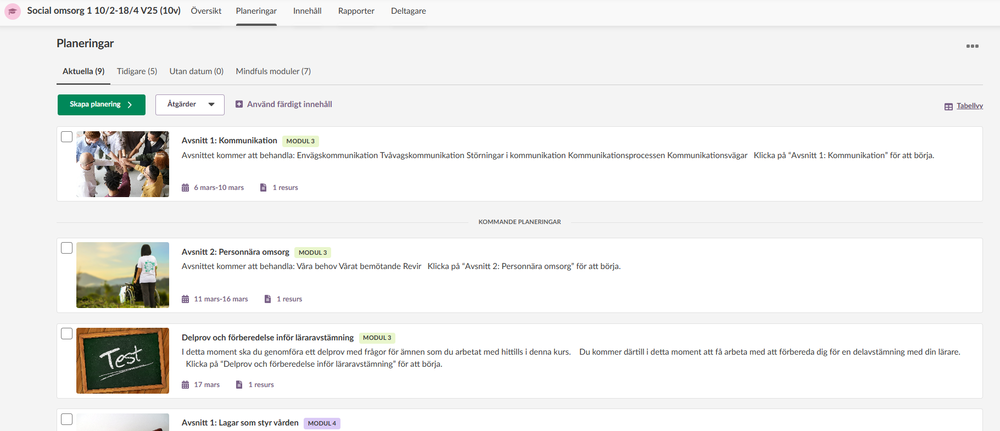 Social omsorg 1 10/2-18/4 V25 (10v) Översikt Planeringar Innehåll Rapporter Deltagare
Planeringar
Aktuella (9) Tidigare (5) Utan datum (0) Mindfuls moduler (7)
Skapa planering Åtgärder Använd färdigt innehåll Tabellvy
Avsnitt 1: Kommunikation MODUL 3
Avsnittet kommer att behandla: Envägskommunikation Tvåvagskommunikation Störningar i kommunikation Kommunikationsprocessen Kommunikationsvägar Klicka på “Avsnitt 1: Kommunikation” för att börja.
6 mars-10 mars 1 resurs
KOMMANDE PLANERINGAR
Avsnitt 2: Personnära omsorg MODUL 3
Avsnittet kommer att behandla: Våra behov Vårat bemötande Revir Klicka på “Avsnitt 2: Personnära omsorg” för att börja.
11 mars-16 mars 1 resurs
Test
Delprov och förberedelse inför läraravstämning MODUL 3
I detta moment ska du genomföra ett delprov med frågor för ämnen som du arbetat med hittills i denna kurs. Du kommer därtill i detta moment att få arbeta med att förbereda dig för en delavstämning med din lärare.
Klicka på “Delprov och förberedelse inför läraravstämning” för att börja.
17 mars 1 resurs
Avsnitt 1: Lagar som styr vården MODUL 4